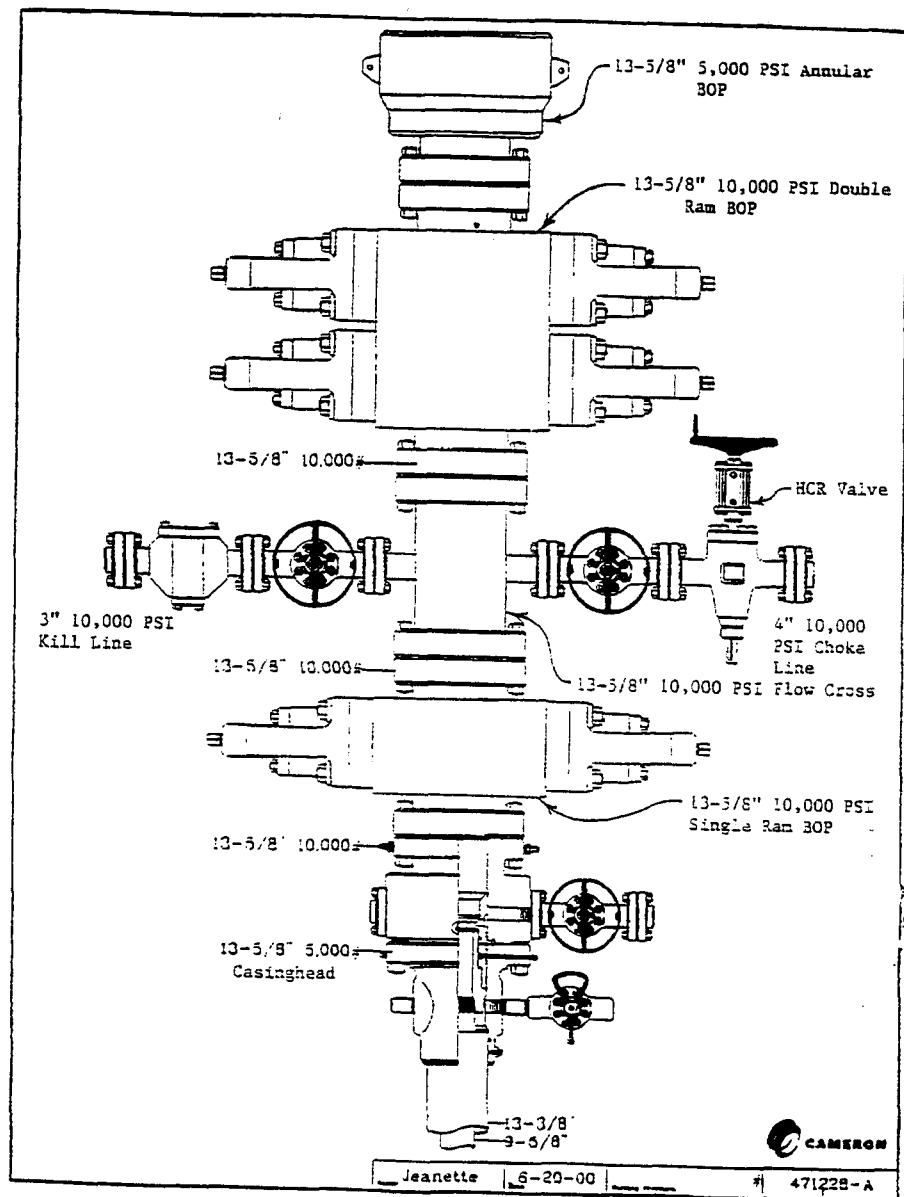 13-5/8" 5,000 PSI Annular
BOP
13-5/8" 10,000 PSI Double
Ram BOP
13-5/8" 10,000#
HCR Valve
3" 10,000 PSI
Kill Line
4" 10,000
PSI Choke
Line
13-5/8" 10,000#
13-5/8" 10,000 PSI Flow Cross
13-5/8" 10,000 PSI
Single Ram BOP
13-5/8" 10,000#
13-5/8" 5,000#
Casinghead
13-3/8"
9-5/8"
CAMERON
Jeanette 6-20-00 # 471228-A